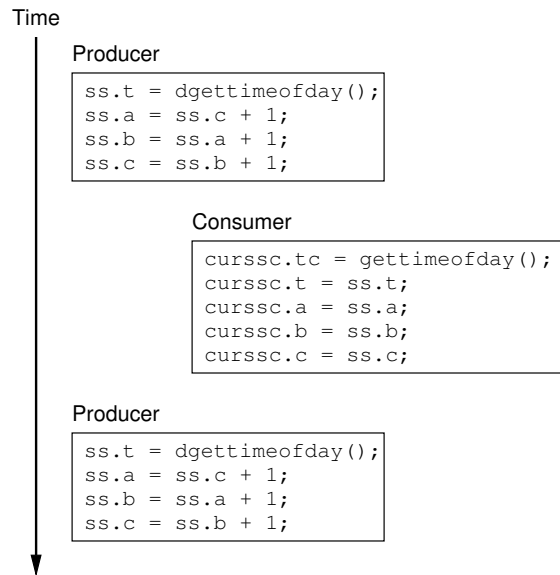 Time
Producer
ss.t = dgettimeofday();
ss.a = ss.c + 1;
ss.b = ss.a + 1;
ss.c = ss.b + 1;
Consumer
curssc.tc = gettimeofday();
curssc.t = ss.t;
curssc.a = ss.a;
curssc.b = ss.b;
curssc.c = ss.c;
Producer
ss.t = dgettimeofday();
ss.a = ss.c + 1;
ss.b = ss.a + 1;
ss.c = ss.b + 1;